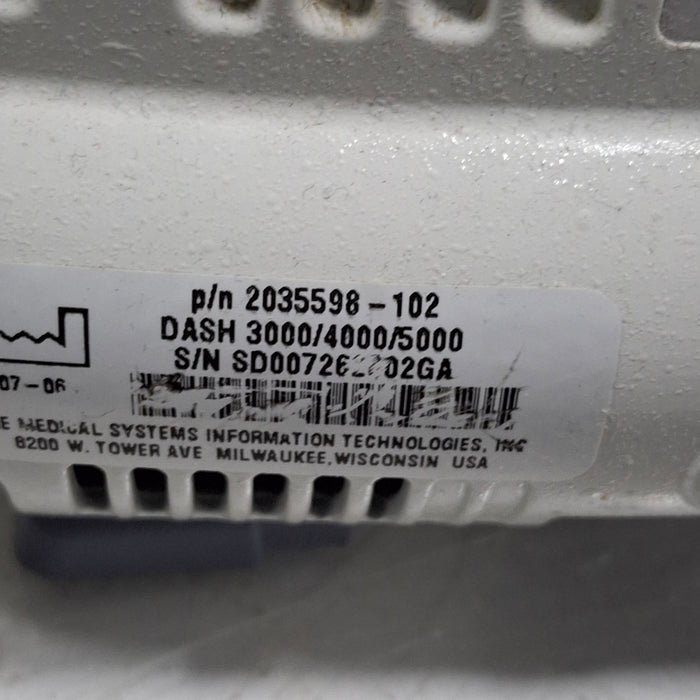 p/n 2035598-102
DASH 3000/4000/5000
S/N
07-06
E MEDICAL SYSTEMS INFORMATION TECHNOLOGIES, INC
8200 W. TOWER AVE MILWAUKEE, WISCONSIN USA